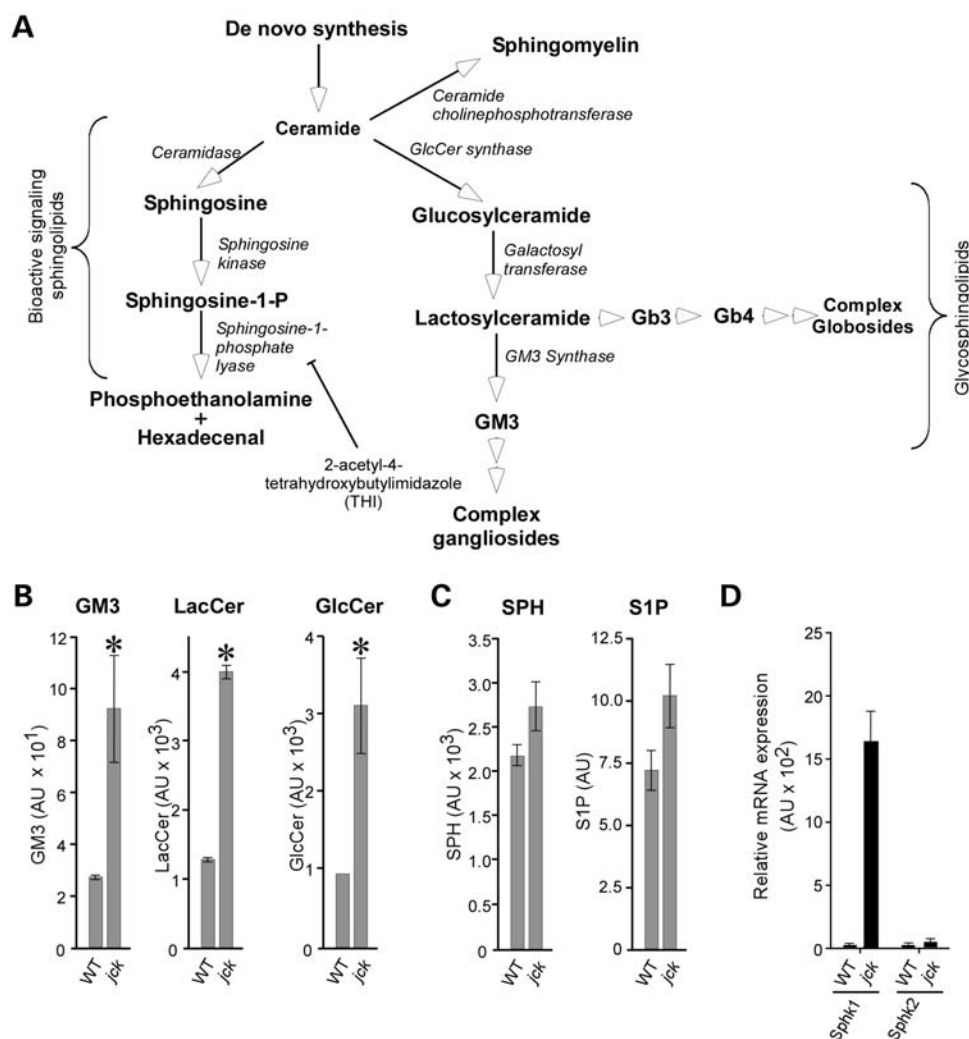 A
De novo synthesis
Sphingomyelin
Ceramide
cholinephosphotransferase
Ceramide
Ceramidase
GlcCer synthase
Bioactive signaling
sphingolipids
Sphingosine
Glucosylceramide
Sphingosine
kinase
Galactosyl
transferase
Sphingosine-1-P
Lactosylceramide
Gb3
Gb4
Complex
Globosides
Glycosphingolipids
Sphingosine-1-
phosphate
lyase
GM3 Synthase
Phosphoethanolamine
+
Hexadecenal
GM3
2-acetyl-4-
tetrahydroxybutylimidazole
(THI)
Complex
gangliosides
B
GM3
GM3 (AU x 10¹)
12
10
8
6
4
2
0
*
WT
jck
LacCer
LacCer (AU x 10³)
4
3
1
0
*
WT
jck
GlcCer
GlcCer (AU x 10³)
4
3
2
1
0
*
WT
jck
C
SPH
SPH (AU x 10³)
3.5
3.0
2.5
2.0
1.5
1.0
0.5
0
WT
jck
S1P
S1P (AU)
12.5
10.0
7.5
5.0
2.5
0
WT
jck
D
Relative mRNA expression
(AU x 10²)
25
20
15
10
5
0
WT
jck
WT
jck
Sphk1
Sphk2